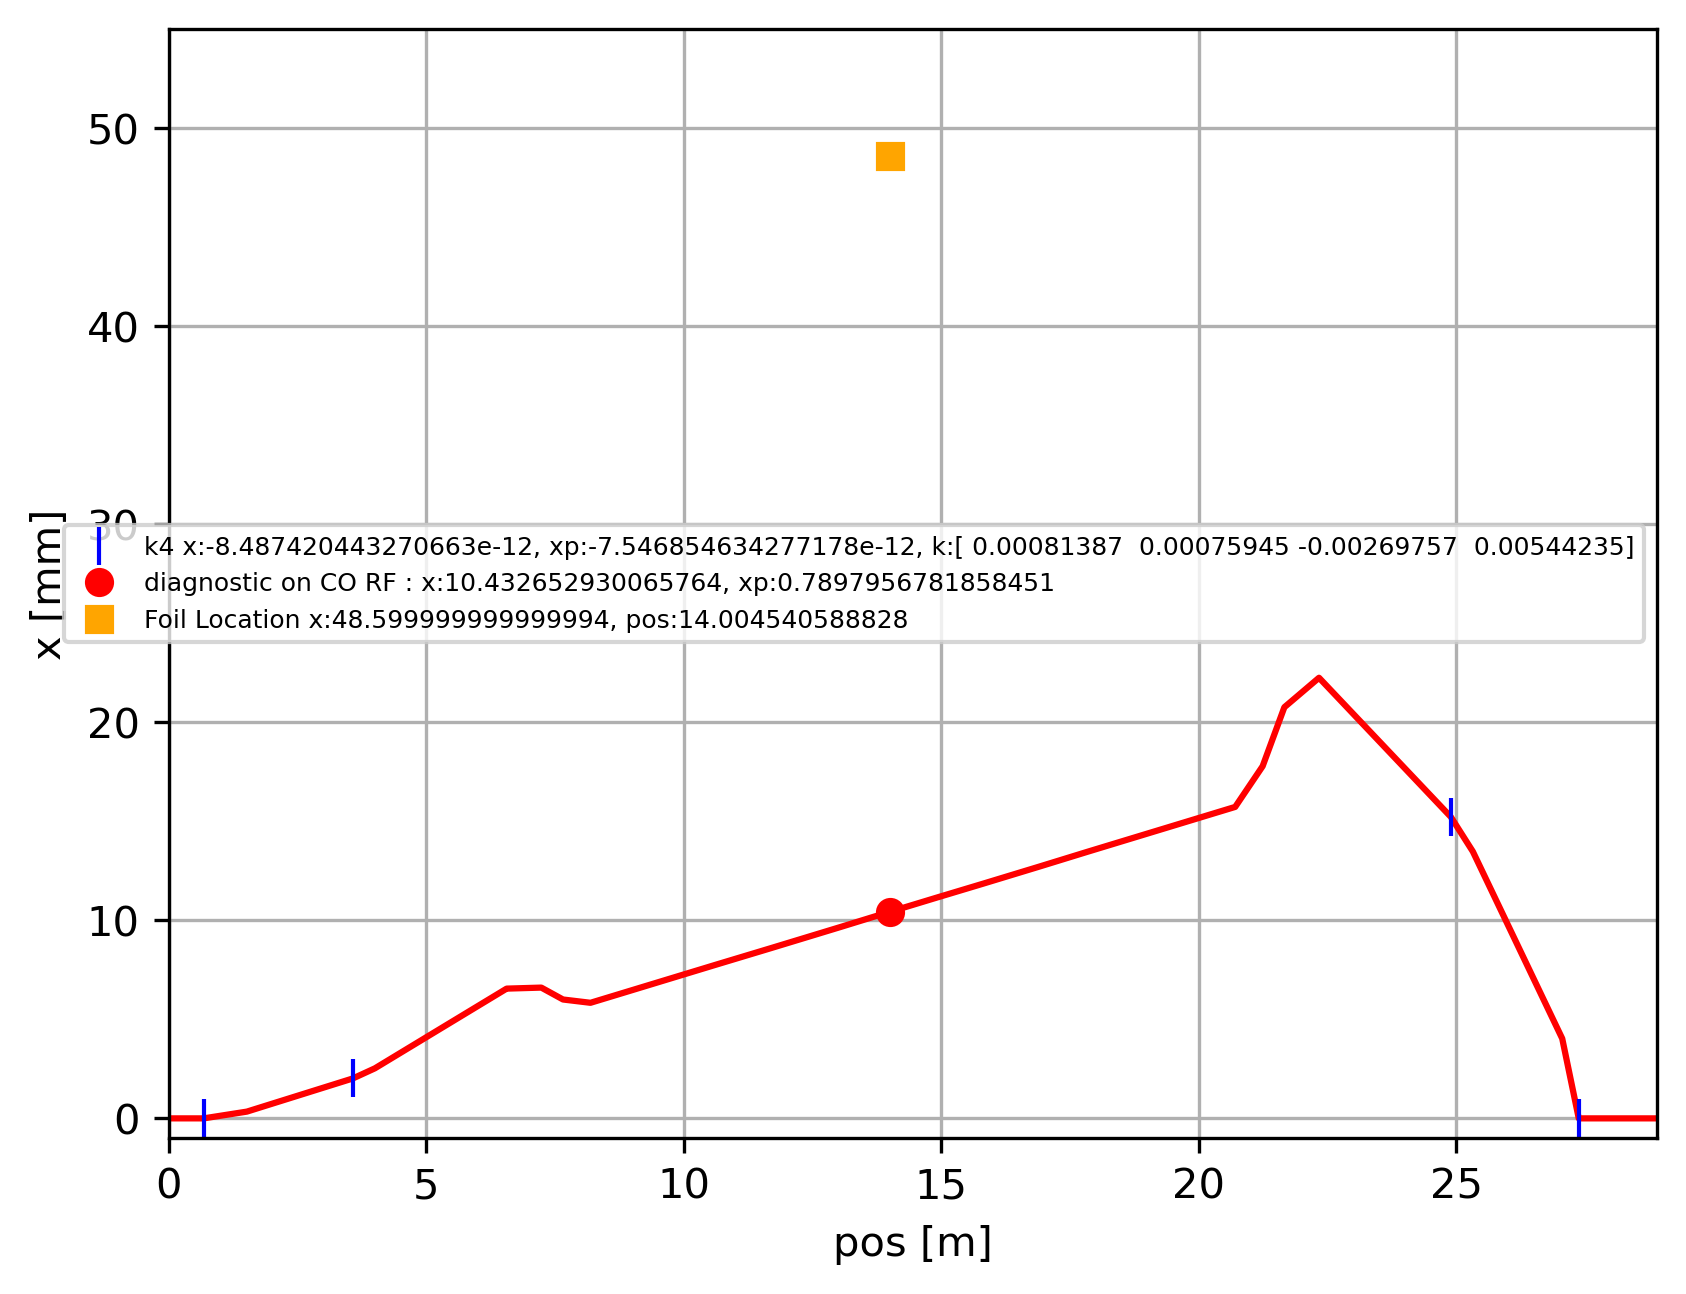 50
40
30
k4 x:-8.487420443270663e-12, xp:-7.546854634277178e-12, k:[ 0.00081387  0.00075945 -0.00269757  0.00544235]
diagnostic on CO RF : x:10.432652930065764, xp:0.7897956781858451
Foil Location x:48.599999999999994, pos:14.004540588828
x [mm]
20
10
0
0 5 10 15 20 25
pos [m]